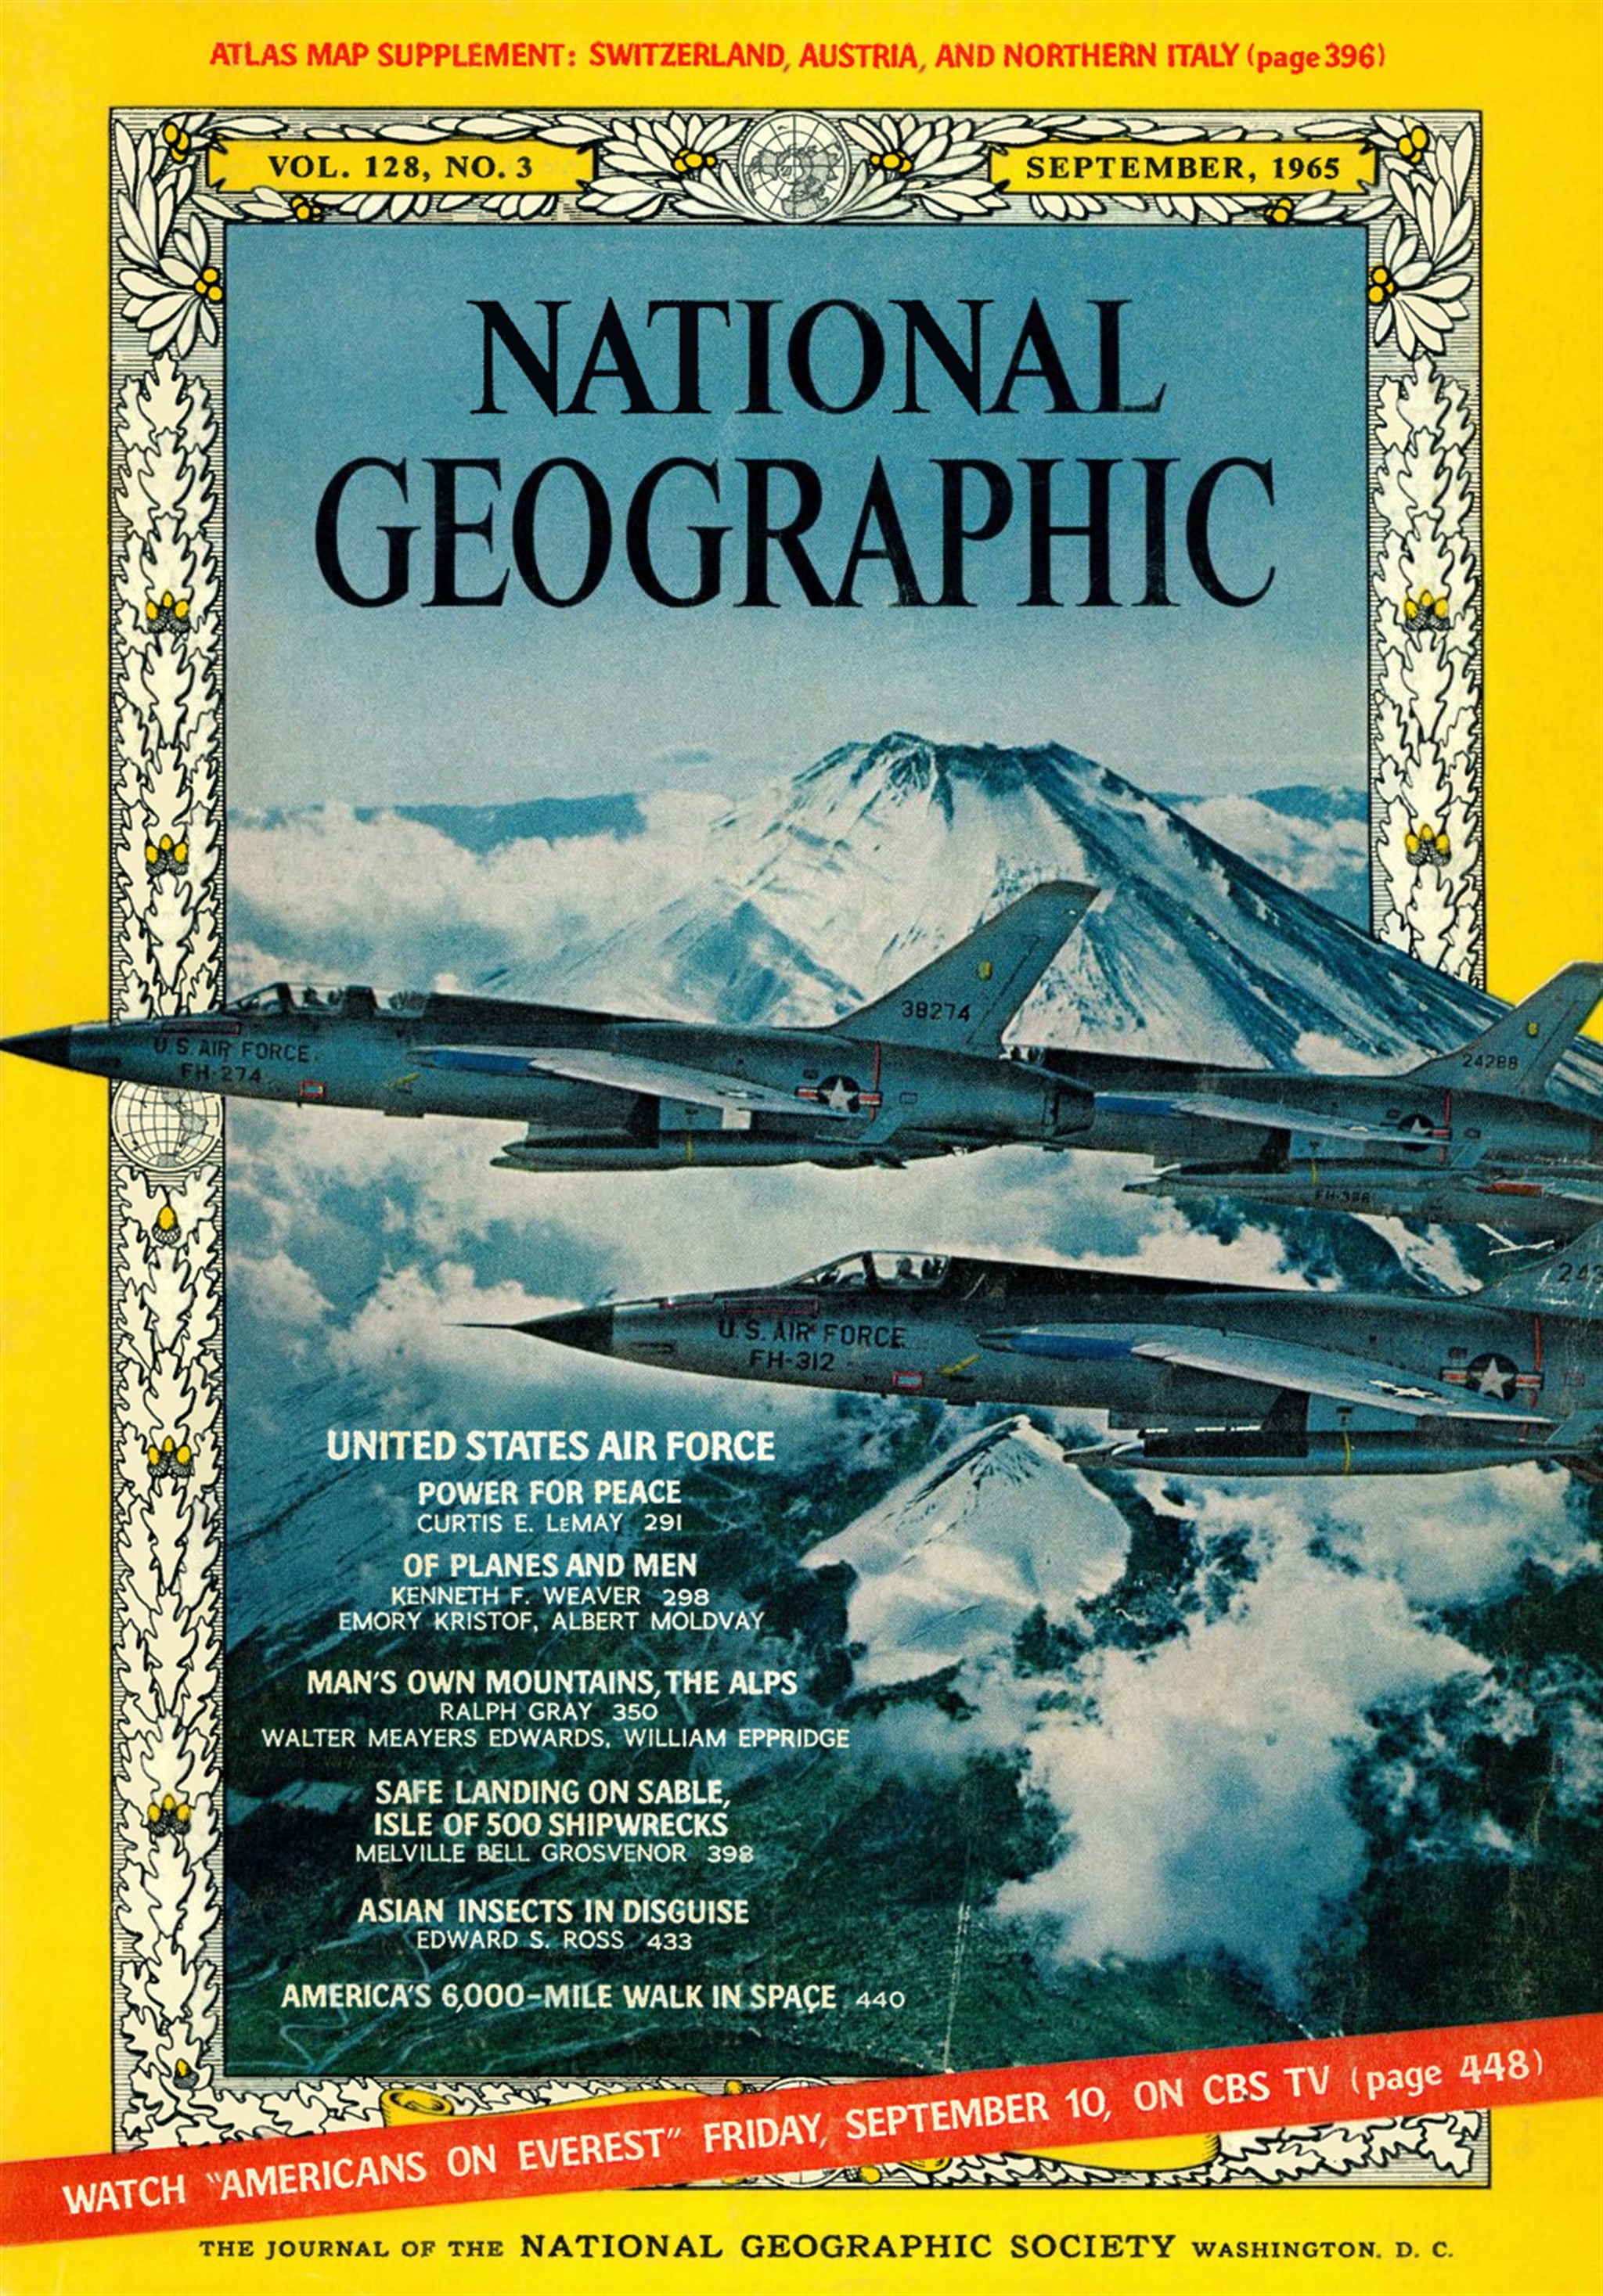 ATLAS MAP SUPPLEMENT: SWITZERLAND, AUSTRIA, AND NORTHERN ITALY (page 396)
VOL. 128, NO. 3
SEPTEMBER, 1965
NATIONAL
GEOGRAPHIC
38274
24288
U.S. AIR FORCE
FH-274
FH-386
243
U.S. AIR FORCE
FH-312
UNITED STATES AIR FORCE
POWER FOR PEACE
CURTIS E. LeMAY 291
OF PLANES AND MEN
KENNETH F. WEAVER 298
EMORY KRISTOF, ALBERT MOLDVAY
MAN'S OWN MOUNTAINS, THE ALPS
RALPH GRAY 350
WALTER MEAYERS EDWARDS, WILLIAM EPPRIDGE
SAFE LANDING ON SABLE,
ISLE OF 500 SHIPWRECKS
MELVILLE BELL GROSVENOR 398
ASIAN INSECTS IN DISGUISE
EDWARD S. ROSS 433
AMERICA'S 6,000-MILE WALK IN SPACE 440
WATCH "AMERICANS ON EVEREST" FRIDAY, SEPTEMBER 10, ON CBS TV (page 448)
THE JOURNAL OF THE NATIONAL GEOGRAPHIC SOCIETY WASHINGTON, D. C.